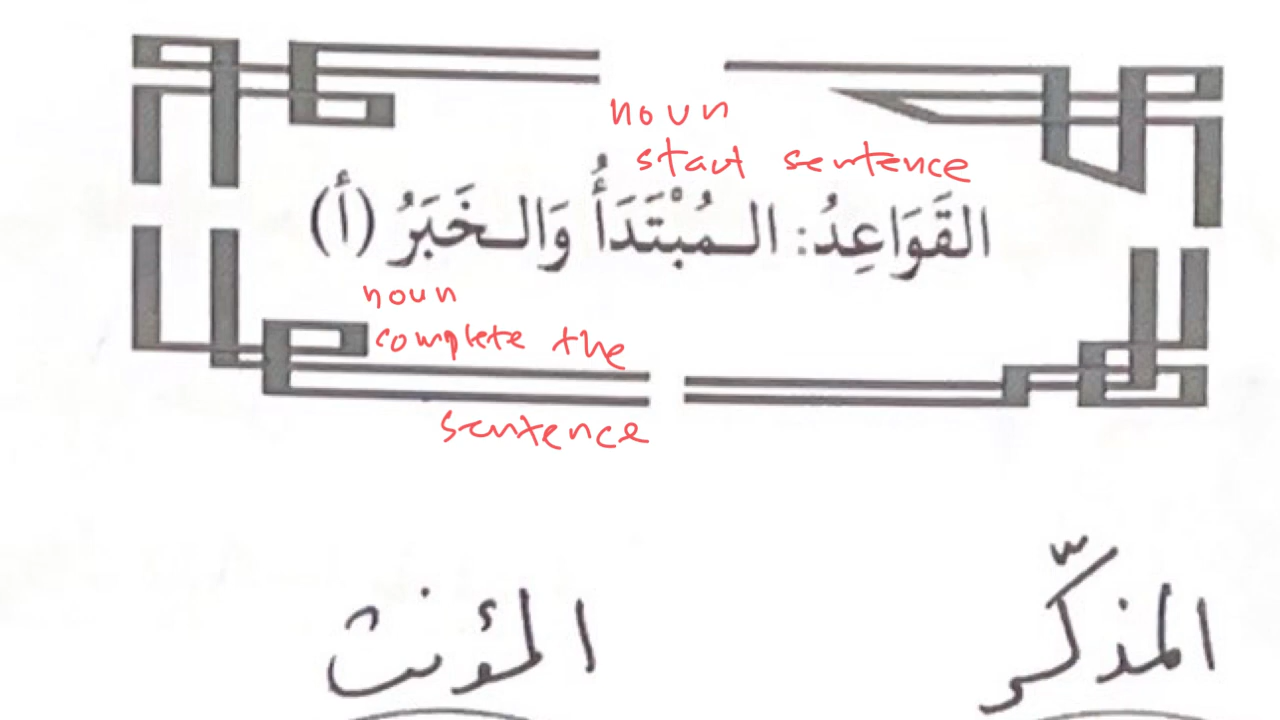 noun
start sentence
القَوَاعِدُ: الـمُبْتَدَأُ وَالـخَبَرُ (أ)
noun
complete the
sentence
المذكّر
المؤنث